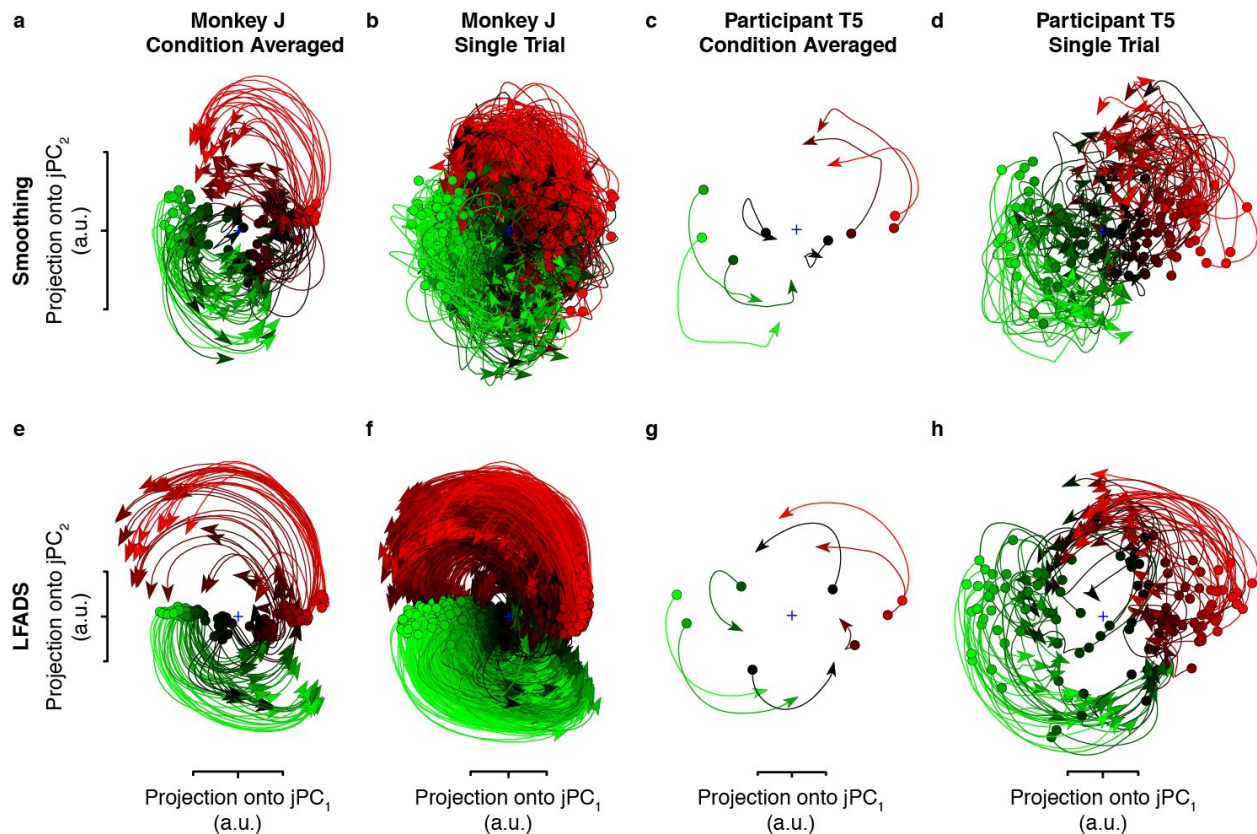 a
Monkey J
Condition Averaged
b
Monkey J
Single Trial
c
Participant T5
Condition Averaged
d
Participant T5
Single Trial
Smoothing
Projection onto jPC2
(a.u.)
e
f
g
h
LFADS
Projection onto jPC2
(a.u.)
Projection onto jPC1
(a.u.)
Projection onto jPC1
(a.u.)
Projection onto jPC1
(a.u.)
Projection onto jPC1
(a.u.)